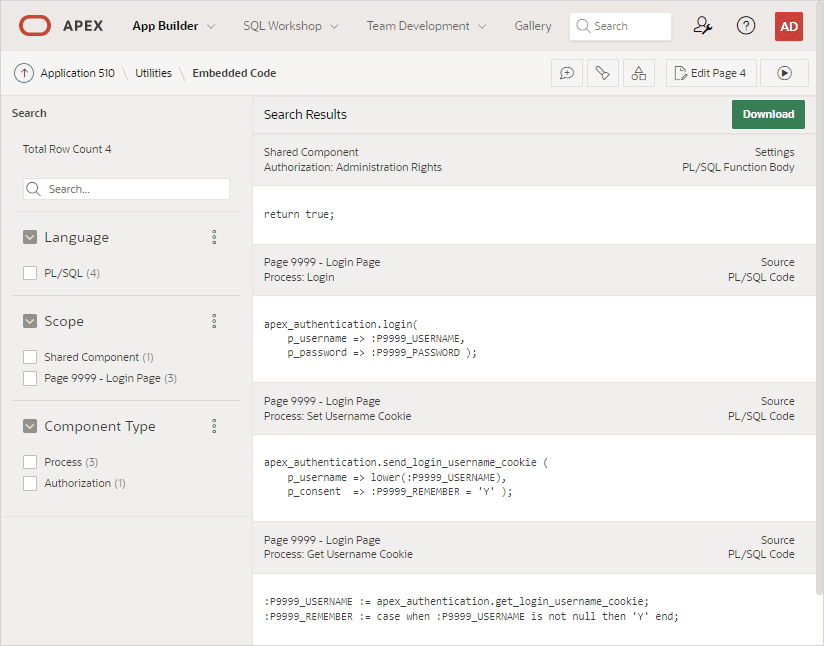 APEX App Builder SQL Workshop Team Development Gallery Search AD
Application 510 \ Utilities \ Embedded Code Edit Page 4
Search
Total Row Count 4
Search...
Language
PL/SQL (4)
Scope
Shared Component (1)
Page 9999 - Login Page (3)
Component Type
Process (3)
Authorization (1)
Search Results Download
Shared Component Settings
Authorization: Administration Rights PL/SQL Function Body
return true;
Page 9999 - Login Page Source
Process: Login PL/SQL Code
apex_authentication.login(
    p_username => :P9999_USERNAME,
    p_password => :P9999_PASSWORD );
Page 9999 - Login Page Source
Process: Set Username Cookie PL/SQL Code
apex_authentication.send_login_username_cookie (
    p_username => lower(:P9999_USERNAME),
    p_consent  => :P9999_REMEMBER = 'Y' );
Page 9999 - Login Page Source
Process: Get Username Cookie PL/SQL Code
:P9999_USERNAME := apex_authentication.get_login_username_cookie;
:P9999_REMEMBER := case when :P9999_USERNAME is not null then 'Y' end;